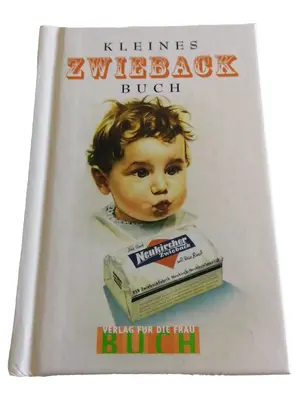 KLEINES
ZWIEBACK
BUCH
Neukircher
Zwieback
VERLAG FÜR DIE FRAU
BUCH